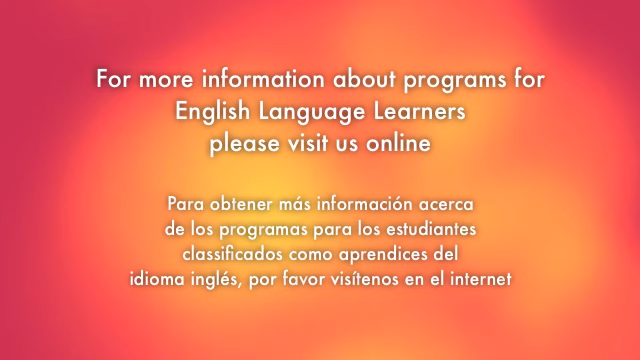 For more information about programs for
English Language Learners
please visit us online
Para obtener más información acerca
de los programas para los estudiantes
classificados como aprendices del
idioma inglés, por favor visítenos en el internet